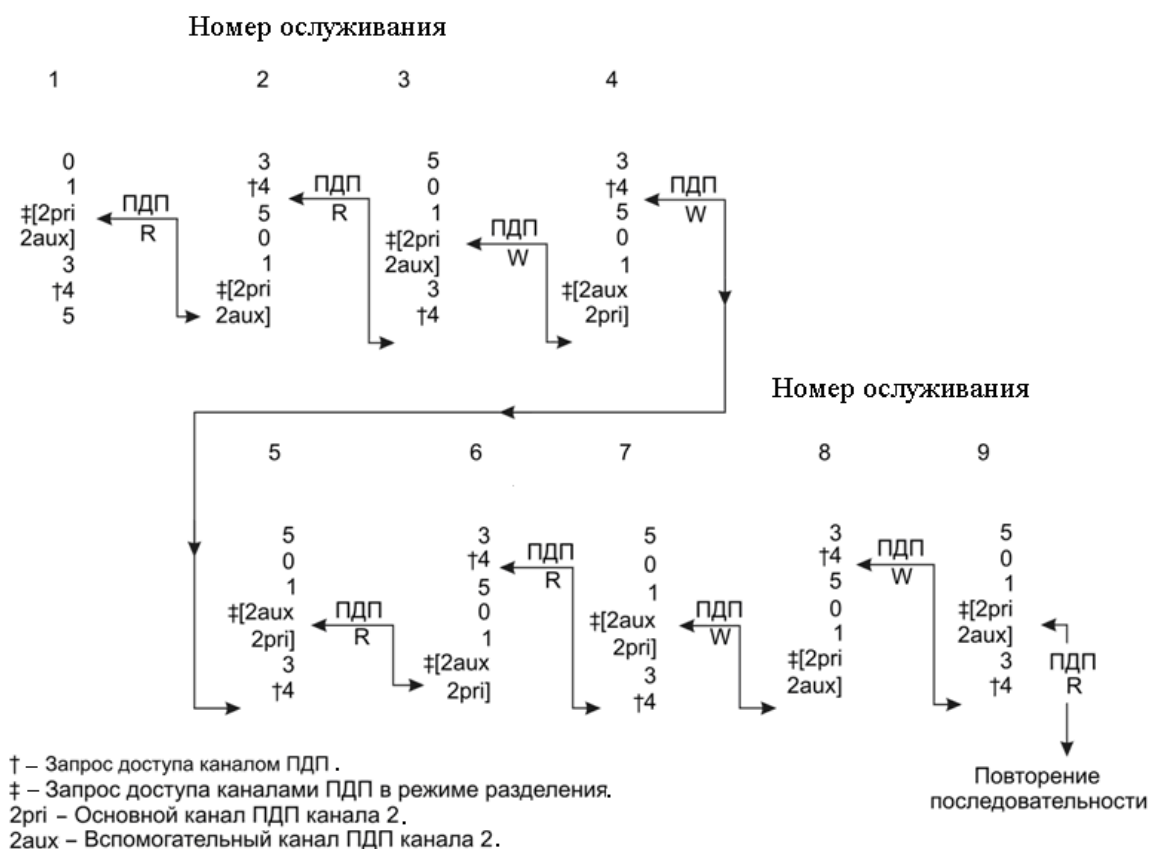 Номер ослуживания
1 2 3 4
0
1
‡[2pri
2aux]
3
†4
5
ПДП
R
3
†4
5
0
1
‡[2pri
2aux]
ПДП
R
5
0
1
‡[2pri
2aux]
3
†4
ПДП
W
3
†4
5
0
1
‡[2aux
2pri]
ПДП
W
Номер ослуживания
5 6 7 8 9
5
0
1
‡[2aux
2pri]
3
†4
ПДП
R
3
†4
5
0
1
‡[2aux
2pri]
ПДП
R
5
0
1
‡[2aux
2pri]
3
†4
ПДП
W
3
†4
5
0
1
‡[2pri
2aux]
ПДП
W
5
0
1
‡[2pri
2aux]
3
†4
ПДП
R
Повторение
последовательности
† – Запрос доступа каналом ПДП .
‡ – Запрос доступа каналами ПДП в режиме разделения.
2pri – Основной канал ПДП канала 2.
2aux – Вспомогательный канал ПДП канала 2.